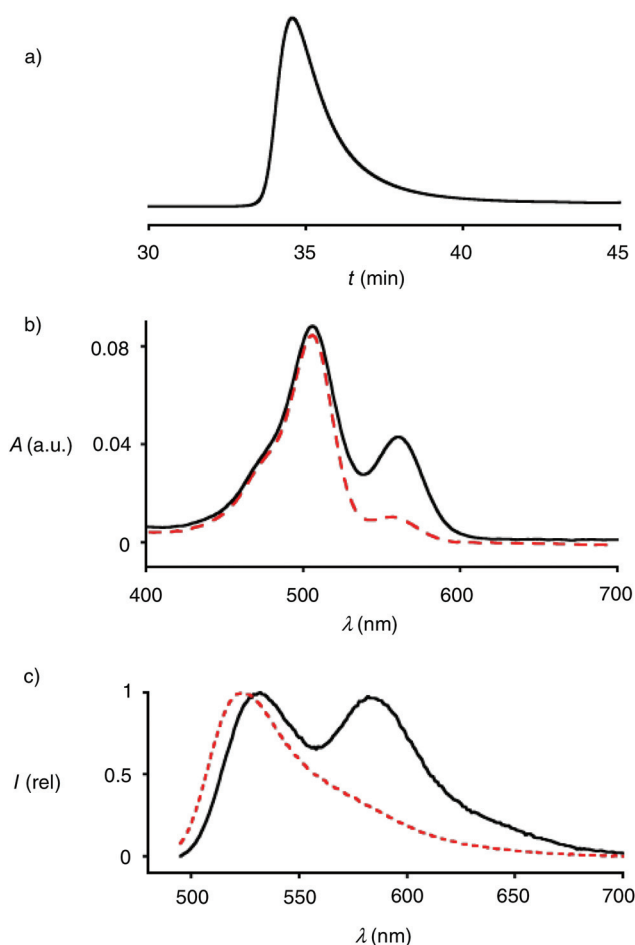 a)
30 35 40 45
t (min)
b)
0.08
A (a.u.) 0.04
0
400 500 600 700
λ (nm)
c)
1
I (rel) 0.5
0
500 550 600 650 700
λ (nm)